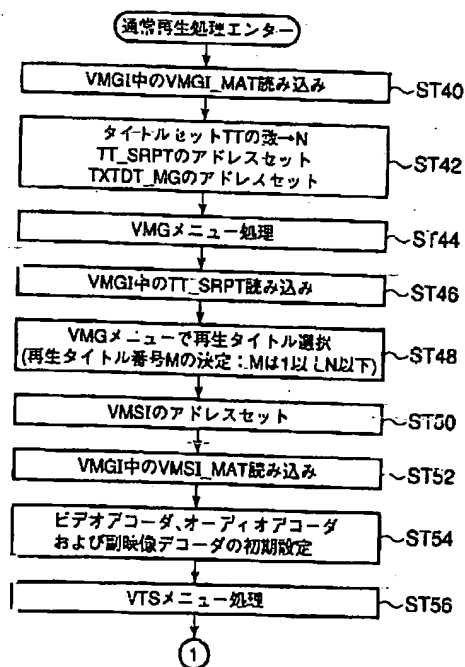 通常再生処理エンター
VMGI中のVMGI_MAT読み込み
ST40
タイトルセットTTの数→N
TT_SRPTのアドレスセット
TXTDT_MGのアドレスセット
ST42
VMGメニュー処理
ST44
VMGI中のTT_SRPT読み込み
ST46
VMGメニューで再生タイトル選択
(再生タイトル番号Mの決定:Mは1以上N以下)
ST48
VMSIのアドレスセット
ST50
VMGI中のVMSI_MAT読み込み
ST52
ビデオデコーダ、オーディオデコーダ
および副映像デコーダの初期設定
ST54
VTSメニュー処理
ST56
1